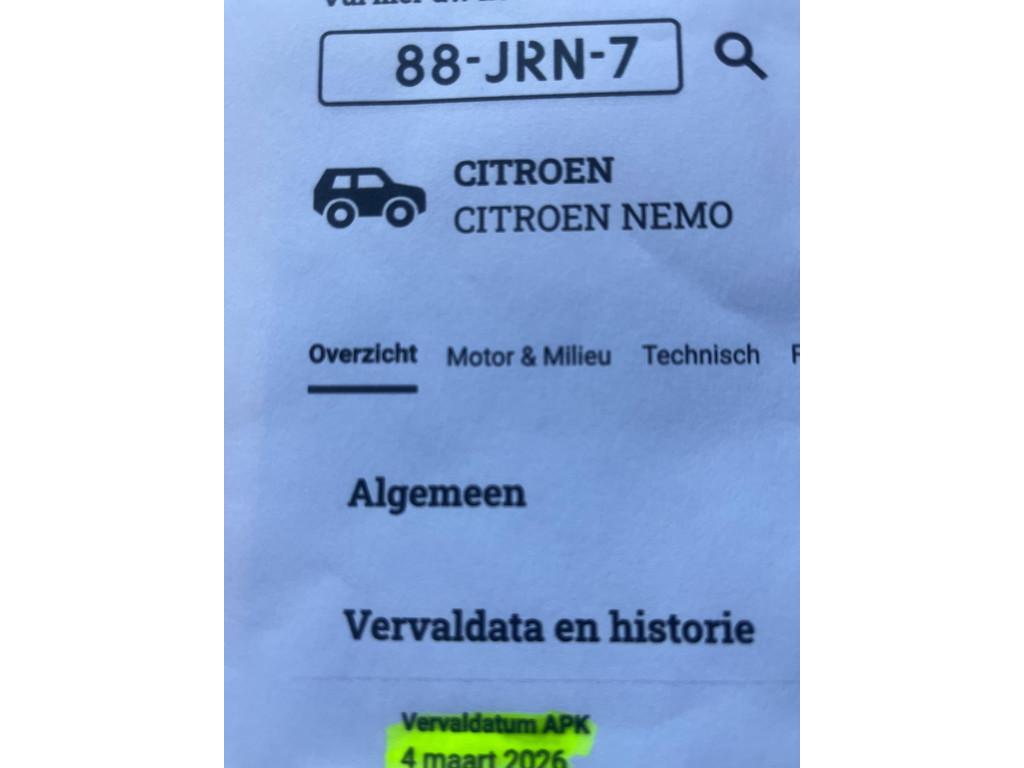 88-JRN-7
CITROEN
CITROEN NEMO
Overzicht Motor & Milieu Technisch
Algemeen
Vervaldata en historie
Vervaldatum APK
4 maart 2026